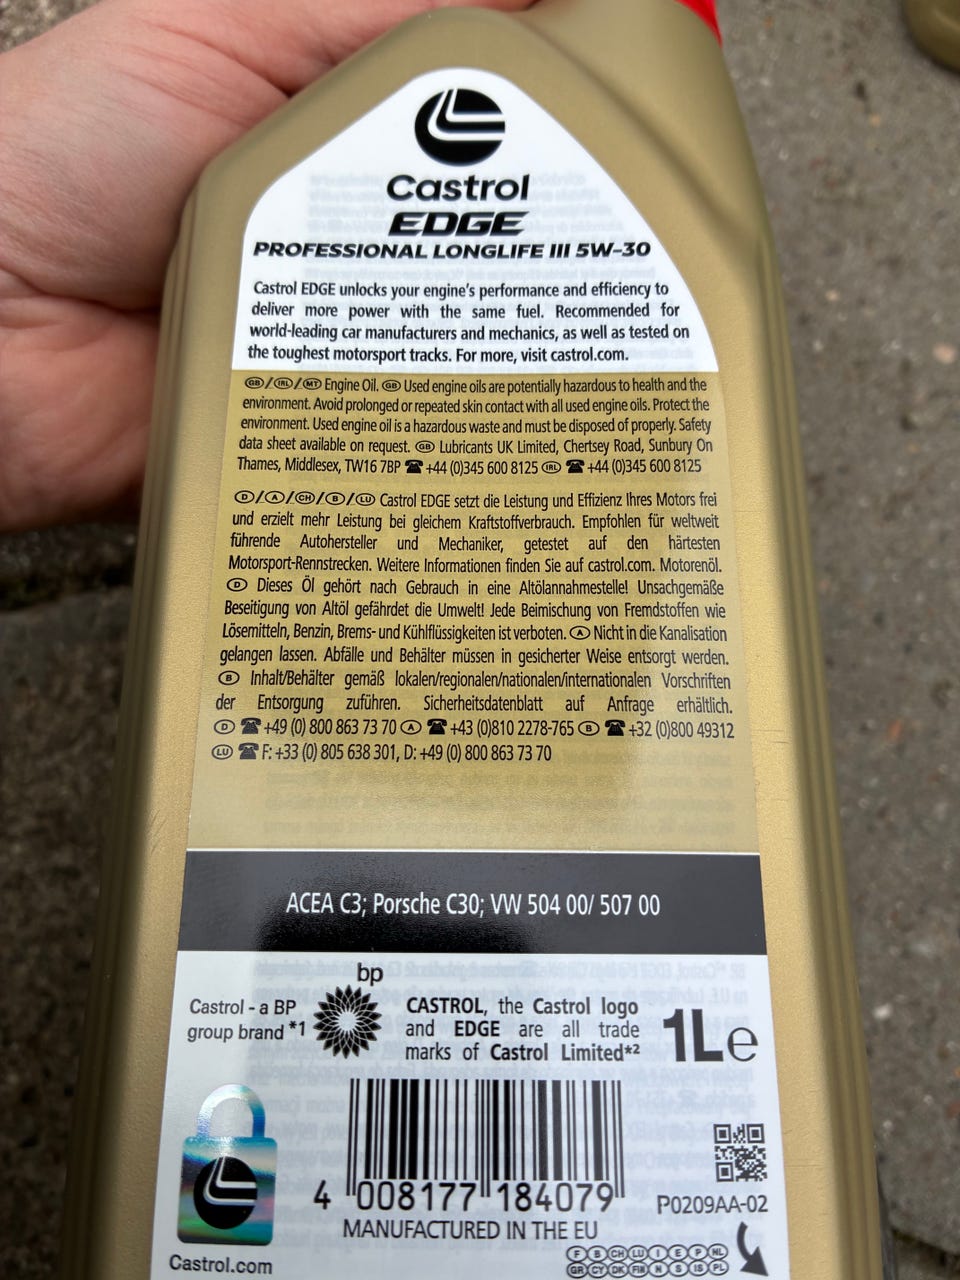 Castrol
EDGE
PROFESSIONAL LONGLIFE III 5W-30
Castrol EDGE unlocks your engine's performance and efficiency to
deliver more power with the same fuel. Recommended for
world-leading car manufacturers and mechanics, as well as tested on
the toughest motorsport tracks. For more, visit castrol.com.
GB/IRL/MT Engine Oil. GB Used engine oils are potentially hazardous to health and the
environment. Avoid prolonged or repeated skin contact with all used engine oils. Protect the
environment. Used engine oil is a hazardous waste and must be disposed of properly. Safety
data sheet available on request. GB Lubricants UK Limited, Chertsey Road, Sunbury On
Thames, Middlesex, TW16 7BP ☎ +44 (0)345 600 8125 IRL ☎ +44 (0)345 600 8125
D/A/CH/B/LU Castrol EDGE setzt die Leistung und Effizienz Ihres Motors frei
und erzielt mehr Leistung bei gleichem Kraftstoffverbrauch. Empfohlen für weltweit
führende Autohersteller und Mechaniker, getestet auf den härtesten
Motorsport-Rennstrecken. Weitere Informationen finden Sie auf castrol.com. Motorenöl.
D Dieses Öl gehört nach Gebrauch in eine Altölannahmestelle! Unsachgemäße
Beseitigung von Altöl gefährdet die Umwelt! Jede Beimischung von Fremdstoffen wie
Lösemitteln, Benzin, Brems- und Kühlflüssigkeiten ist verboten. A Nicht in die Kanalisation
gelangen lassen. Abfälle und Behälter müssen in gesicherter Weise entsorgt werden.
B Inhalt/Behälter gemäß lokalen/regionalen/nationalen/internationalen Vorschriften
der Entsorgung zuführen. Sicherheitsdatenblatt auf Anfrage erhältlich.
D ☎ +49 (0) 800 863 73 70 A ☎ +43 (0)810 2278-765 B ☎ +32 (0)800 49312
LU ☎ F: +33 (0) 805 638 301, D: +49 (0) 800 863 73 70
ACEA C3; Porsche C30; VW 504 00/ 507 00
bp
Castrol - a BP
group brand *1
CASTROL, the Castrol logo
and EDGE are all trade
marks of Castrol Limited*2
1L e
4 008177 184079
MANUFACTURED IN THE EU
P0209AA-02
Castrol.com
F B CH LU I E P NL
GR CY DK FIN N S IS PL